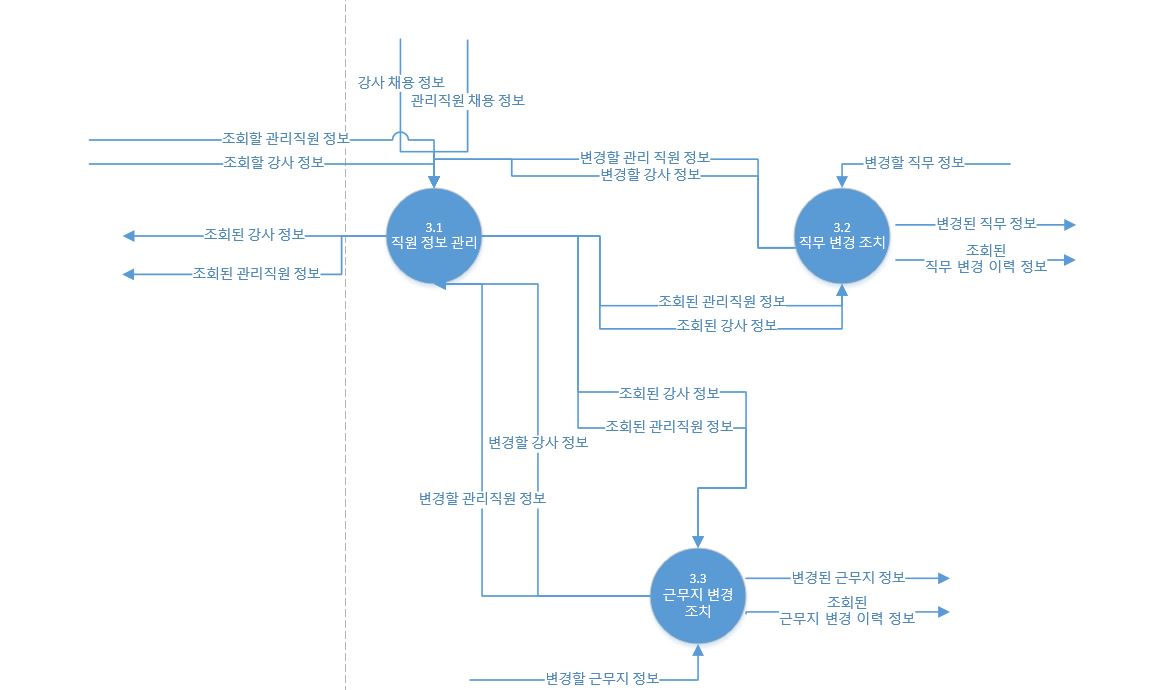 강사 채용 정보
관리직원 채용 정보
조회할 관리직원 정보
조회할 강사 정보
변경할 관리 직원 정보
변경할 강사 정보
변경할 직무 정보
3.1
직원 정보 관리
3.2
직무 변경 조치
변경된 직무 정보
조회된
직무 변경 이력 정보
조회된 강사 정보
조회된 관리직원 정보
조회된 관리직원 정보
조회된 강사 정보
조회된 강사 정보
조회된 관리직원 정보
변경할 강사 정보
변경할 관리직원 정보
3.3
근무지 변경
조치
변경된 근무지 정보
조회된
근무지 변경 이력 정보
변경할 근무지 정보